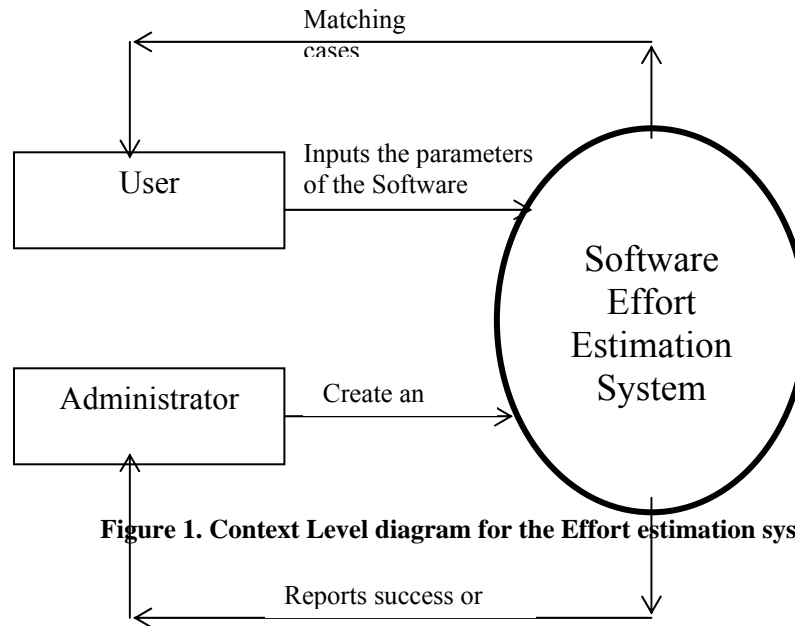 Matching
cases
User
Inputs the parameters
of the Software
Software
Effort
Estimation
System
Administrator
Create an
Figure 1. Context Level diagram for the Effort estimation sys
Reports success or